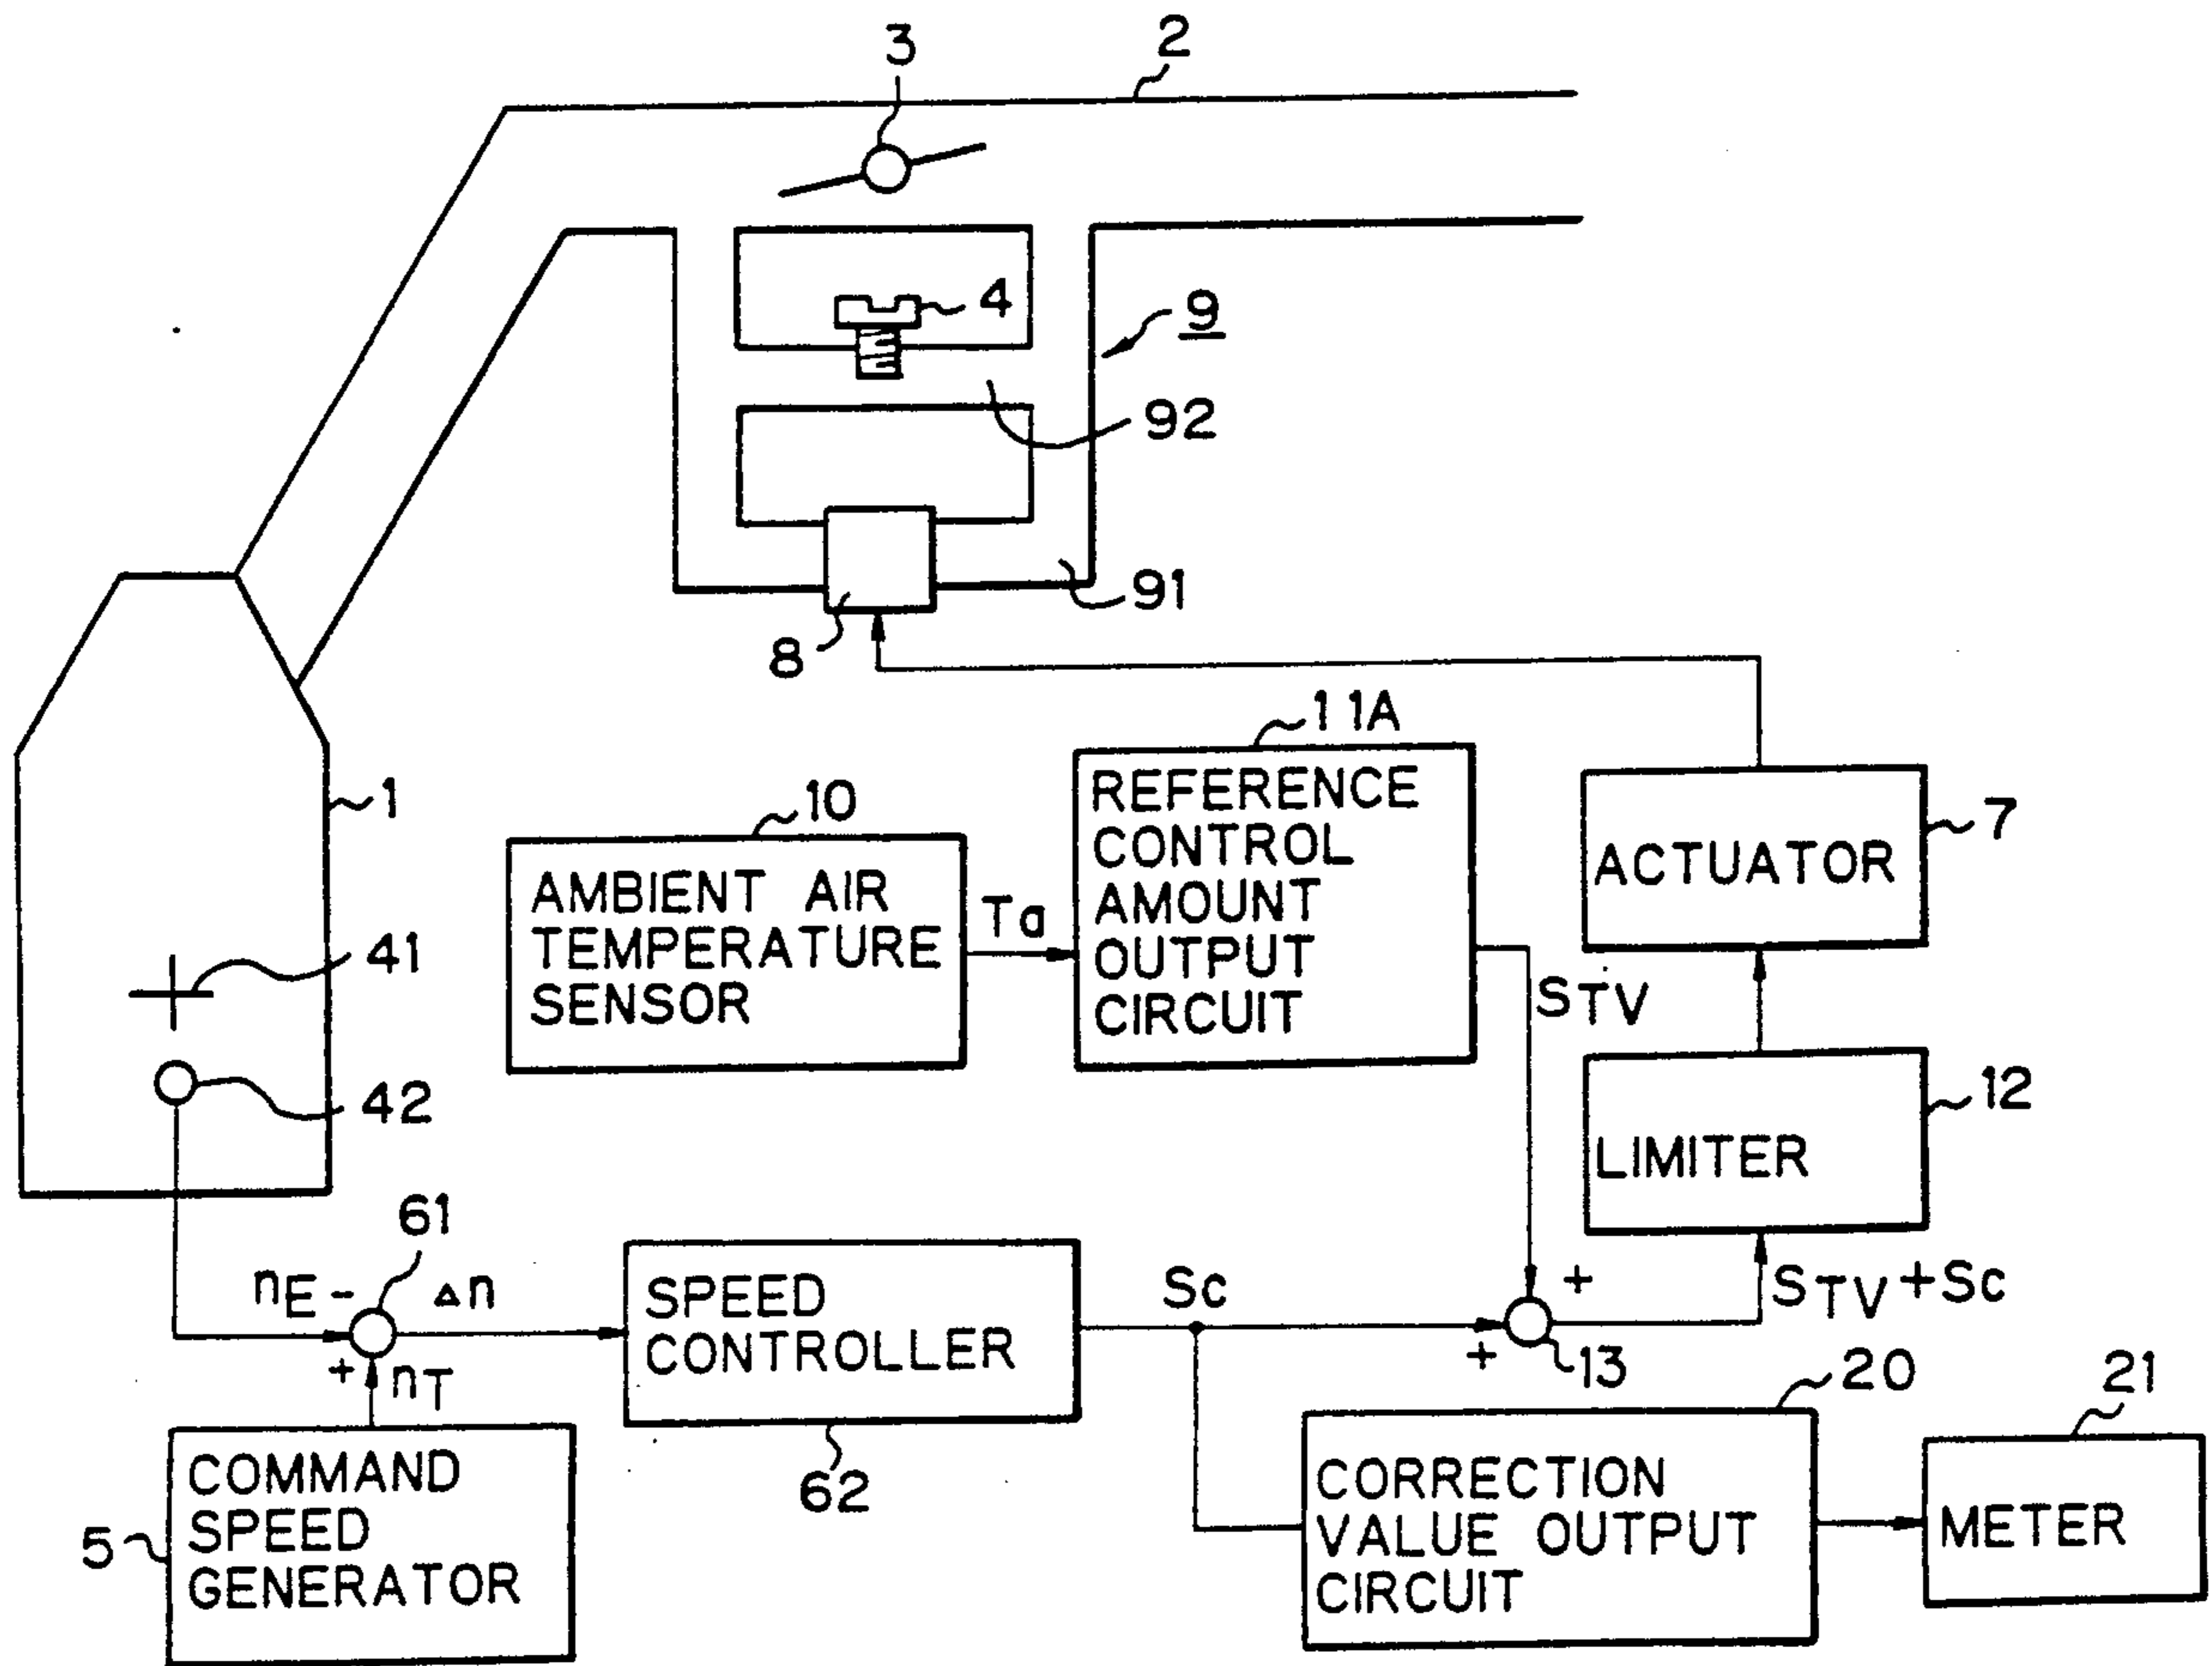 3
2
4
9
92
91
8
11A
REFERENCE
CONTROL
AMOUNT
OUTPUT
CIRCUIT
1
10
AMBIENT AIR
TEMPERATURE
SENSOR
Ta
STV
ACTUATOR
7
41
42
LIMITER
12
61
nE -
Δn
+ nT
SPEED
CONTROLLER
62
Sc
+
+
13
STV+Sc
COMMAND
SPEED
GENERATOR
5
20
CORRECTION
VALUE OUTPUT
CIRCUIT
21
METER